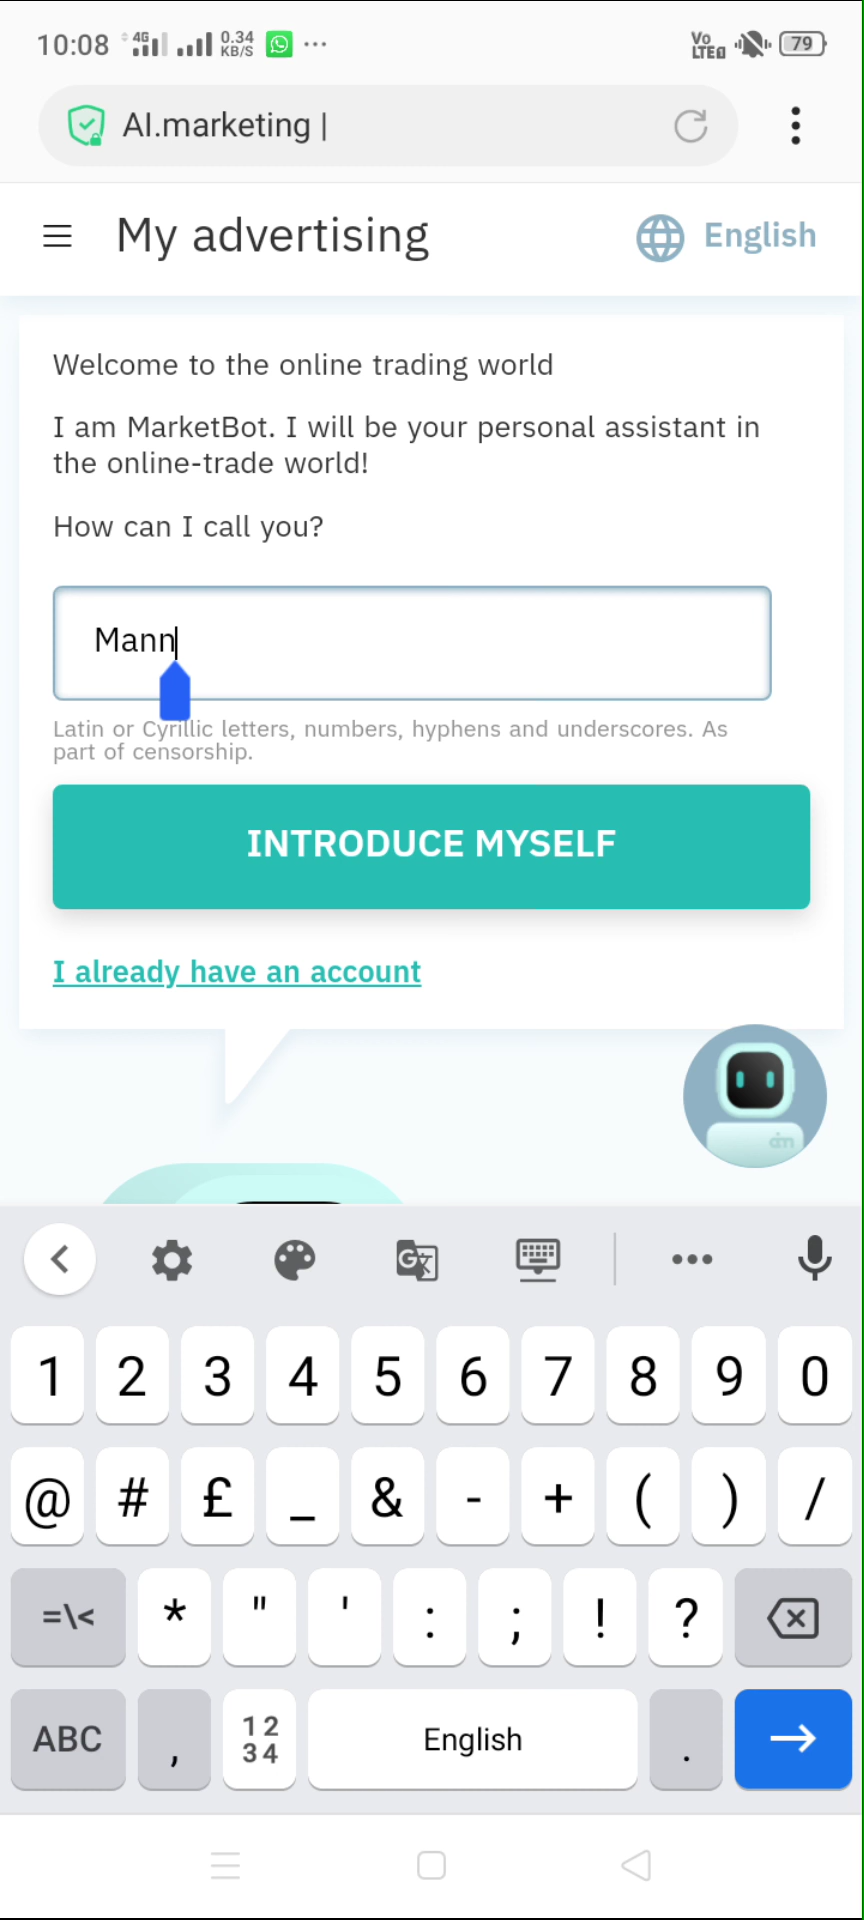 10:08 4G 0.34 KB/S ... Vo LTE 79
AI.marketing |
My advertising English
Welcome to the online trading world
I am MarketBot. I will be your personal assistant in
the online-trade world!
How can I call you?
Mann
Latin or Cyrillic letters, numbers, hyphens and underscores. As
part of censorship.
INTRODUCE MYSELF
I already have an account
1 2 3 4 5 6 7 8 9 0
@ # £ _ & - + ( ) /
=\< * " ' : ; ! ?
ABC , 12 34 English .